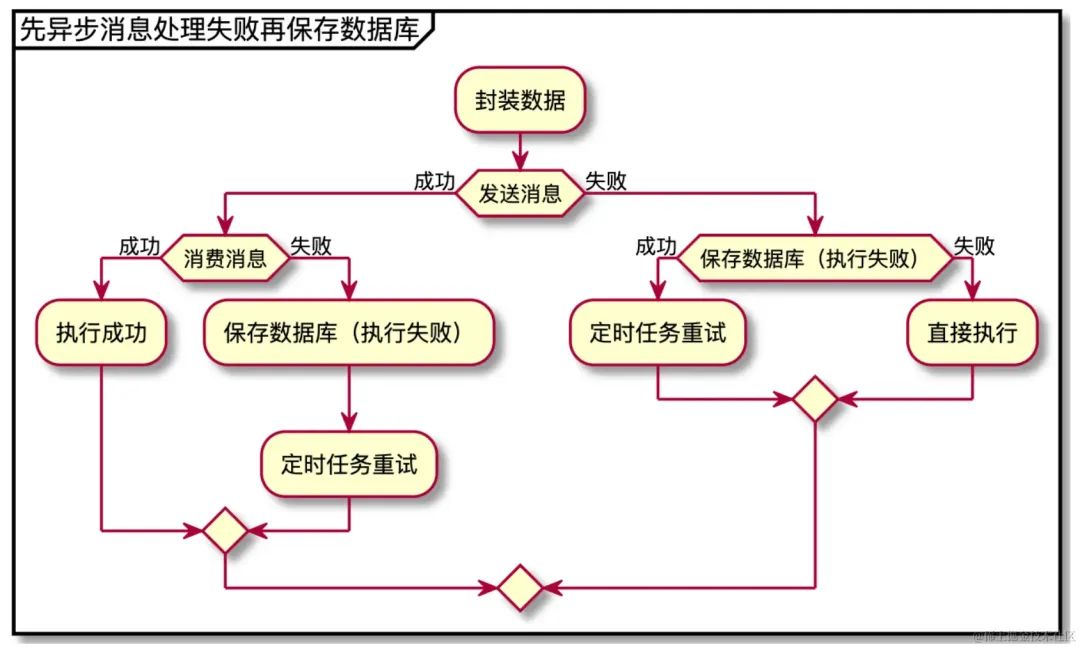 先异步消息处理失败再保存数据库
封装数据
成功
发送消息
失败
成功
消费消息
失败
成功
保存数据库（执行失败）
失败
执行成功
保存数据库（执行失败）
定时任务重试
直接执行
定时任务重试
@稀土掘金技术社区